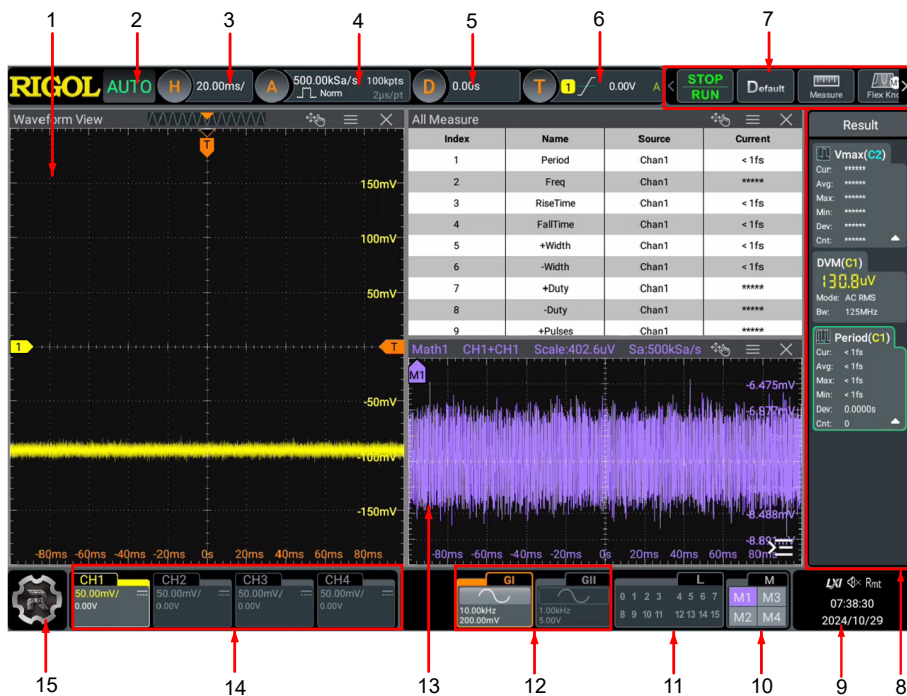 1 2 3 4 5 6 7
RIGOL AUTO H 20.00ms/ A 500.00kSa/s 100kpts Norm 2µs/pt D 0.00s T 1 0.00V A STOP RUN Default Measure Flex Kno
Waveform View
T
150mV
100mV
50mV
1 T
-50mV
-100mV
-150mV
-80ms -60ms -40ms -20ms 0s 20ms 40ms 60ms 80ms
All Measure
Index Name Source Current
1 Period Chan1 < 1fs
2 Freq Chan1 *****
3 RiseTime Chan1 < 1fs
4 FallTime Chan1 < 1fs
5 +Width Chan1 < 1fs
6 -Width Chan1 < 1fs
7 +Duty Chan1 *****
8 -Duty Chan1 *****
9 +Pulses Chan1 *****
Math1 CH1+CH1 Scale:402.6uV Sa:500kSa/s
M1
-6.475mV
-6.877mV
-8.488mV
-80ms -60ms -40ms -20ms 0s 20ms 40ms 60ms
Result
Vmax(C2)
Cur: ******
Avg: ******
Max: ******
Min: ******
Dev: ******
Cnt: ******
DVM(C1)
130.8uV
Mode: AC RMS
Bw: 125MHz
Period(C1)
Cur: < 1fs
Avg: < 1fs
Max: < 1fs
Min: < 1fs
Dev: 0.0000s
Cnt: 0
CH1
50.00mV/
0.00V
CH2
50.00mV/
0.00V
CH3
50.00mV/
0.00V
CH4
50.00mV/
0.00V
GI
10.00kHz
200.00mV
GII
1.00kHz
5.00V
L
0 1 2 3 4 5 6 7
8 9 10 11 12 13 14 15
M
M1 M3
M2 M4
LXI Rmt
07:38:30
2024/10/29
15 14 13 12 11 10 9 8